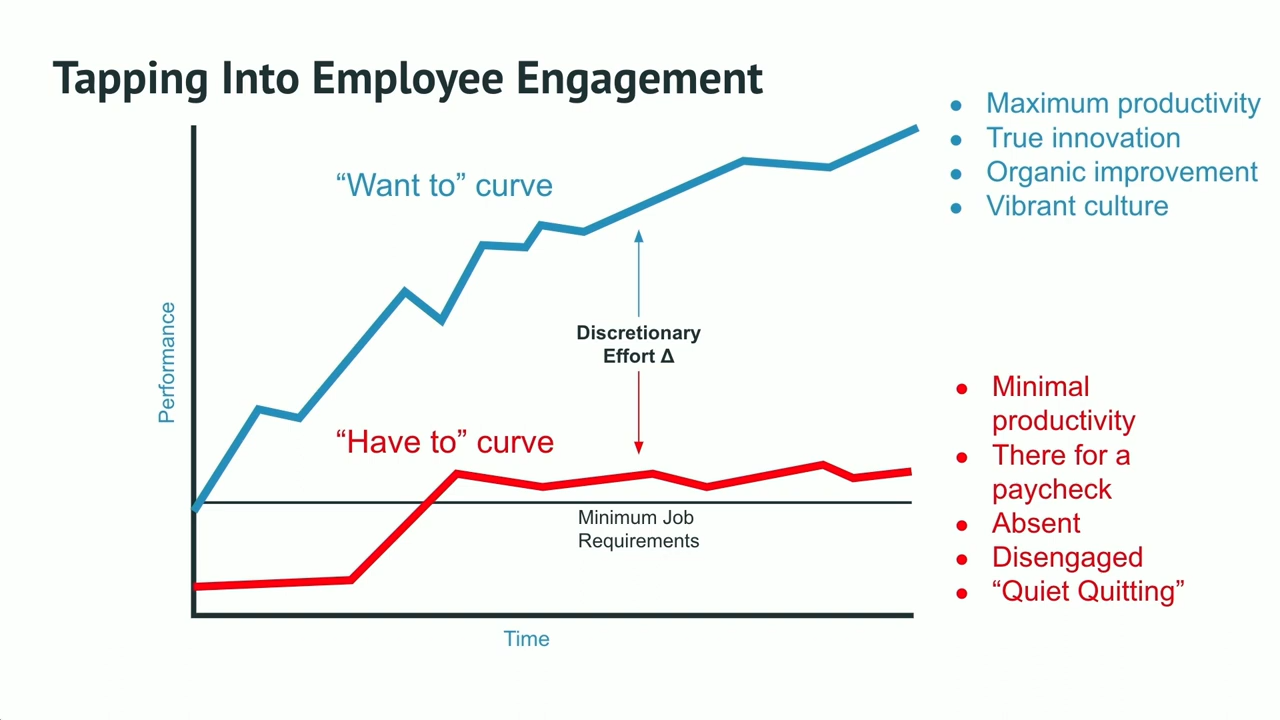 Tapping Into Employee Engagement
“Want to” curve
Discretionary
Effort Δ
“Have to” curve
Minimum Job
Requirements
Performance
Time
● Maximum productivity
● True innovation
● Organic improvement
● Vibrant culture
● Minimal
productivity
● There for a
paycheck
● Absent
● Disengaged
● “Quiet Quitting”